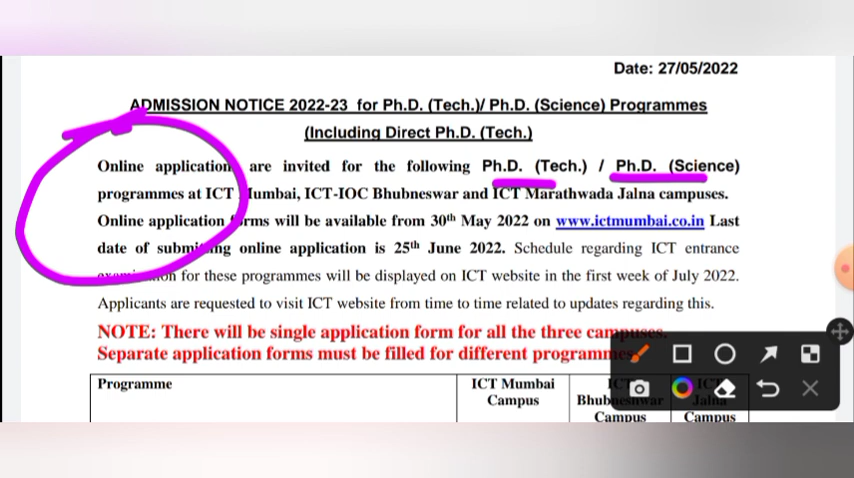 Date: 27/05/2022
ADMISSION NOTICE 2022-23 for Ph.D. (Tech.)/ Ph.D. (Science) Programmes
(Including Direct Ph.D. (Tech.)
Online application are invited for the following Ph.D. (Tech.) / Ph.D. (Science)
programmes at ICT Mumbai, ICT-IOC Bhubneswar and ICT Marathwada Jalna campuses.
Online application forms will be available from 30th May 2022 on www.ictmumbai.co.in Last
date of submitting online application is 25th June 2022. Schedule regarding ICT entrance
for these programmes will be displayed on ICT website in the first week of July 2022.
Applicants are requested to visit ICT website from time to time related to updates regarding this.
NOTE: There will be single application form for all the three campuses.
Separate application forms must be filled for different programm
Programme ICT Mumbai Campus ICT Bhubneswar Campus ICT Jalna Campus